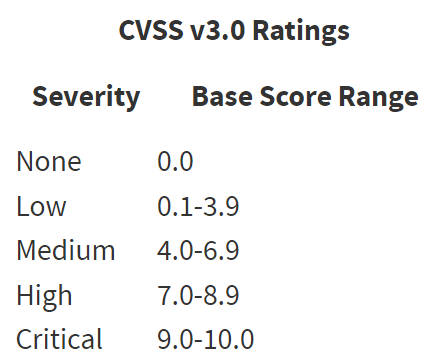 CVSS v3.0 Ratings
Severity Base Score Range
None 0.0
Low 0.1-3.9
Medium 4.0-6.9
High 7.0-8.9
Critical 9.0-10.0